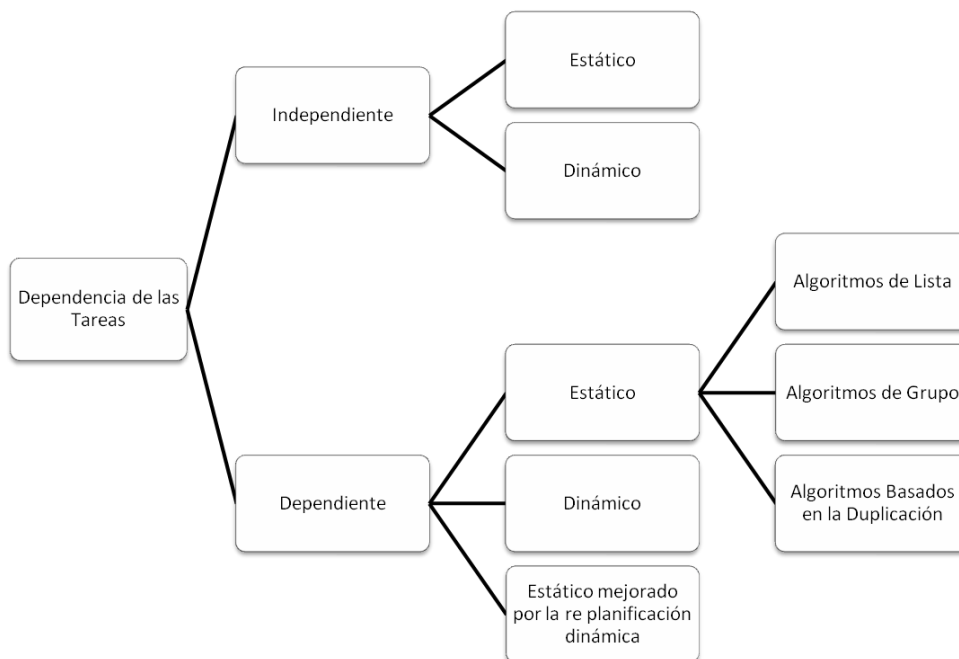 Estático
Independiente
Dinámico
Dependencia de las
Tareas
Algoritmos de Lista
Estático
Algoritmos de Grupo
Dependiente
Dinámico
Algoritmos Basados
en la Duplicación
Estático mejorado
por la re planificación
dinámica